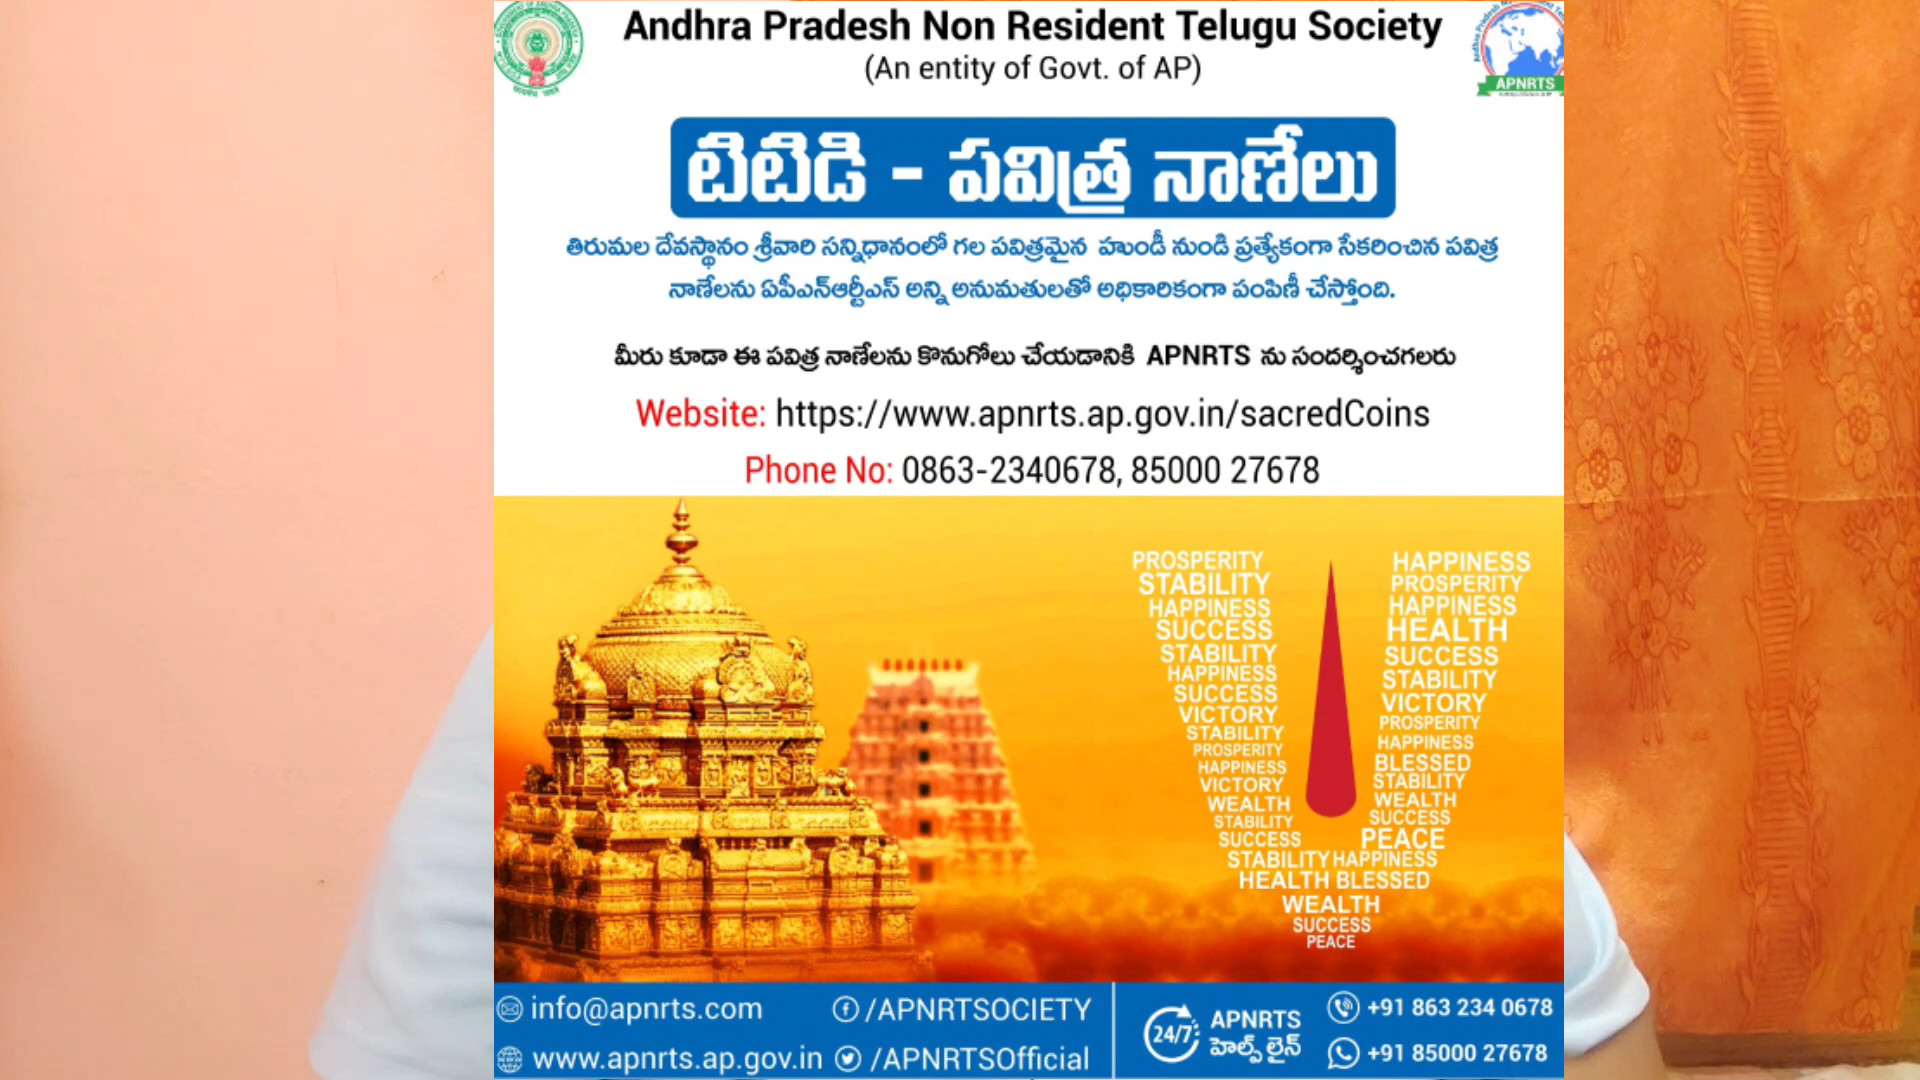 Andhra Pradesh Non Resident Telugu Society
(An entity of Govt. of AP)
APNRTS
టిటిడి - పవిత్ర నాణేలు
తిరుమల దేవస్థానం శ్రీవారి సన్నిధానంలో గల పవిత్రమైన హుండీ నుండి ప్రత్యేకంగా సేకరించిన పవిత్ర
నాణేలను ఏపీఎన్ఆర్టీఎస్ అన్ని అనుమతులతో అధికారికంగా పంపిణీ చేస్తోంది.
మీరు కూడా ఈ పవిత్ర నాణేలను కొనుగోలు చేయడానికి APNRTS ను సందర్శించగలరు
Website: https://www.apnrts.ap.gov.in/sacredCoins
Phone No: 0863-2340678, 85000 27678
PROSPERITY
STABILITY
HAPPINESS
SUCCESS
STABILITY
HAPPINESS
SUCCESS
VICTORY
STABILITY
PROSPERITY
HAPPINESS
VICTORY
WEALTH
STABILITY
SUCCESS
HAPPINESS
PROSPERITY
HAPPINESS
HEALTH
SUCCESS
STABILITY
VICTORY
PROSPERITY
HAPPINESS
BLESSED
STABILITY
WEALTH
SUCCESS
PEACE
STABILITY HAPPINESS
HEALTH BLESSED
WEALTH
SUCCESS
PEACE
info@apnrts.com
/APNRTSOCIETY
www.apnrts.ap.gov.in
/APNRTSOfficial
24/7
APNRTS
హెల్ప్ లైన్
+91 863 234 0678
+91 85000 27678